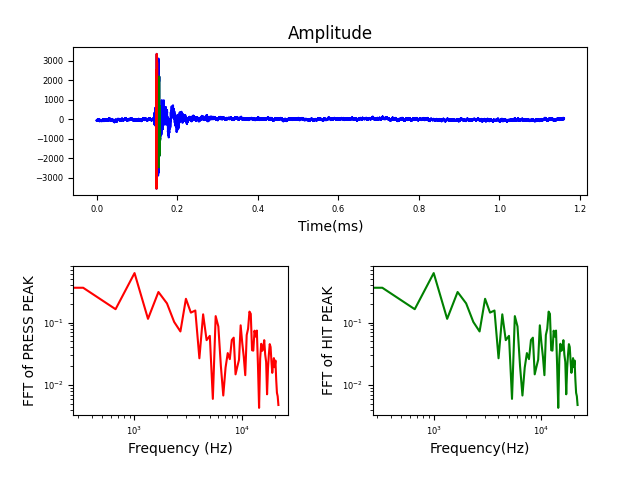 Amplitude
3000
2000
1000
0
−1000
−2000
−3000
0.0 0.2 0.4 0.6 0.8 1.0 1.2
Time(ms)
FFT of PRESS PEAK
10⁻¹
10⁻²
10³ 10⁴
Frequency (Hz)
FFT of HIT PEAK
10⁻¹
10⁻²
10³ 10⁴
Frequency(Hz)